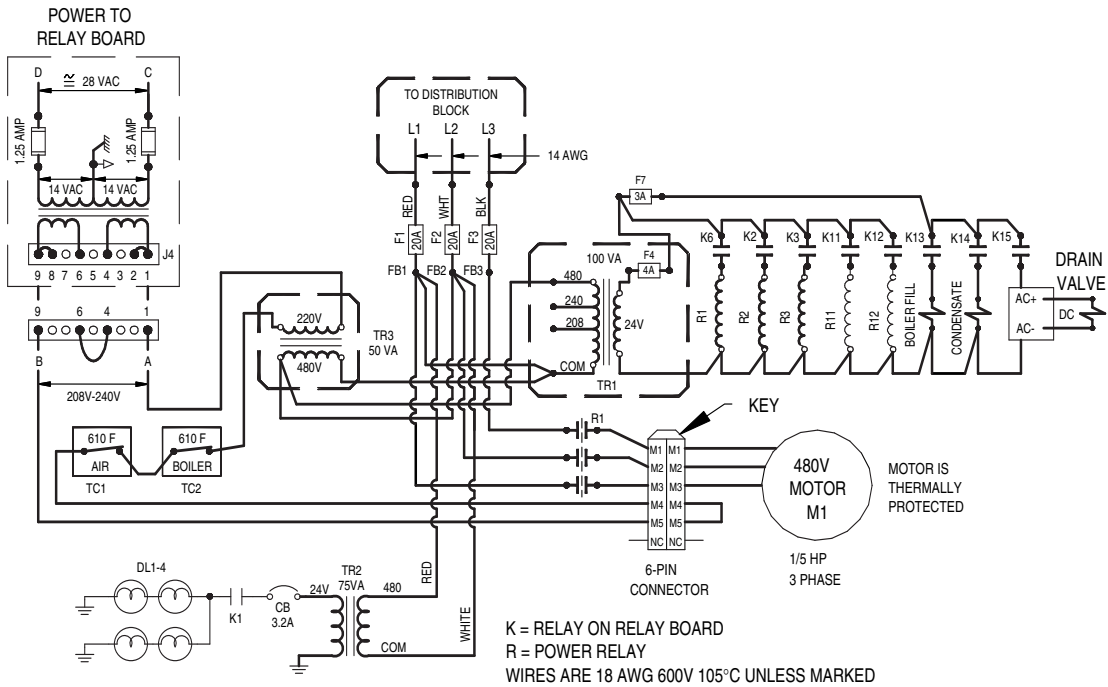 POWER TO
RELAY BOARD
D
C
≅ 28 VAC
1.25 AMP
1.25 AMP
14 VAC
14 VAC
J4
9 8 7 6 5 4 3 2 1
9 6 4 1
B
A
208V-240V
610 F
AIR
TC1
610 F
BOILER
TC2
TO DISTRIBUTION
BLOCK
L1 L2 L3
14 AWG
RED
WHT
BLK
F1
20A
F2
20A
F3
20A
FB1
FB2
FB3
220V
480V
TR3
50 VA
100 VA
480
240
208
COM
24V
TR1
F4
4A
F7
3A
K6
K2
K3
K11
K12
K13
K14
K15
R1
R2
R3
R11
R12
BOILER FILL
CONDENSATE
DRAIN
VALVE
AC+
AC-
DC
R1
KEY
M1 M1
M2 M2
M3 M3
M4 M4
M5 M5
NC NC
6-PIN
CONNECTOR
480V
MOTOR
M1
MOTOR IS
THERMALLY
PROTECTED
1/5 HP
3 PHASE
DL1-4
K1
CB
3.2A
24V
TR2
75VA
480
COM
RED
WHITE
K = RELAY ON RELAY BOARD
R = POWER RELAY
WIRES ARE 18 AWG 600V 105°C UNLESS MARKED